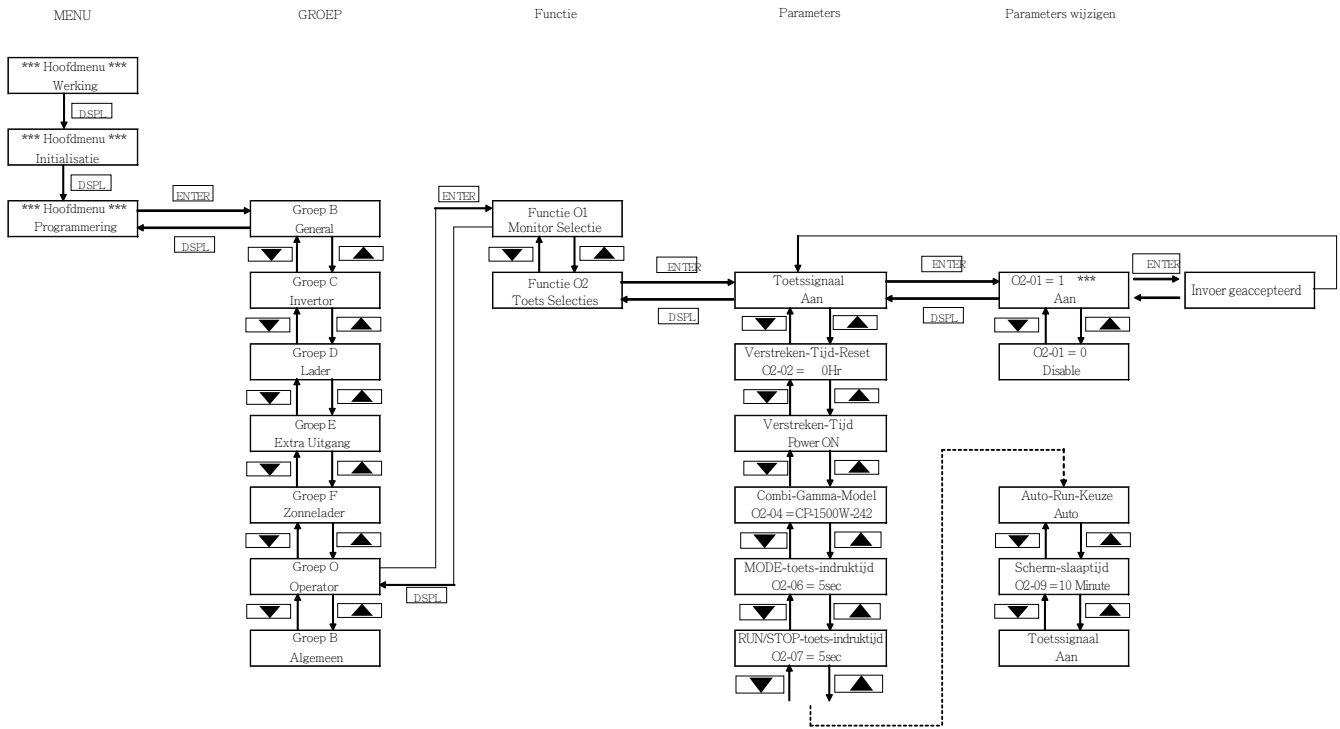 MENU
GROEP
Functie
Parameters
Parameters wijzigen
*** Hoofdmenu ***
Werking
DSPL
*** Hoofdmenu ***
Initialisatie
DSPL
*** Hoofdmenu ***
Programmering
ENTER
DSPL
Groep B
General
Groep C
Invertor
Groep D
Lader
Groep E
Extra Uitgang
Groep F
Zonnelader
Groep O
Operator
Groep B
Algemeen
ENTER
DSPL
Functie O1
Monitor Selectie
Functie O2
Toets Selecties
ENTER
DSPL
Toetssignaal
Aan
Verstreken-Tijd-Reset
O2-02 = 0Hr
Verstreken-Tijd
Power ON
Combi-Gamma-Model
O2-04 =CP-1500W-242
MODE-toets-indruktijd
O2-06 = 5sec
RUN/STOP-toets-indruktijd
O2-07 = 5sec
ENTER
DSPL
O2-01 = 1 ***
Aan
O2-01 = 0
Disable
ENTER
Invoer geaccepteerd
Auto-Run-Keuze
Auto
Scherm-slaaptijd
O2-09 =10 Minute
Toetssignaal
Aan